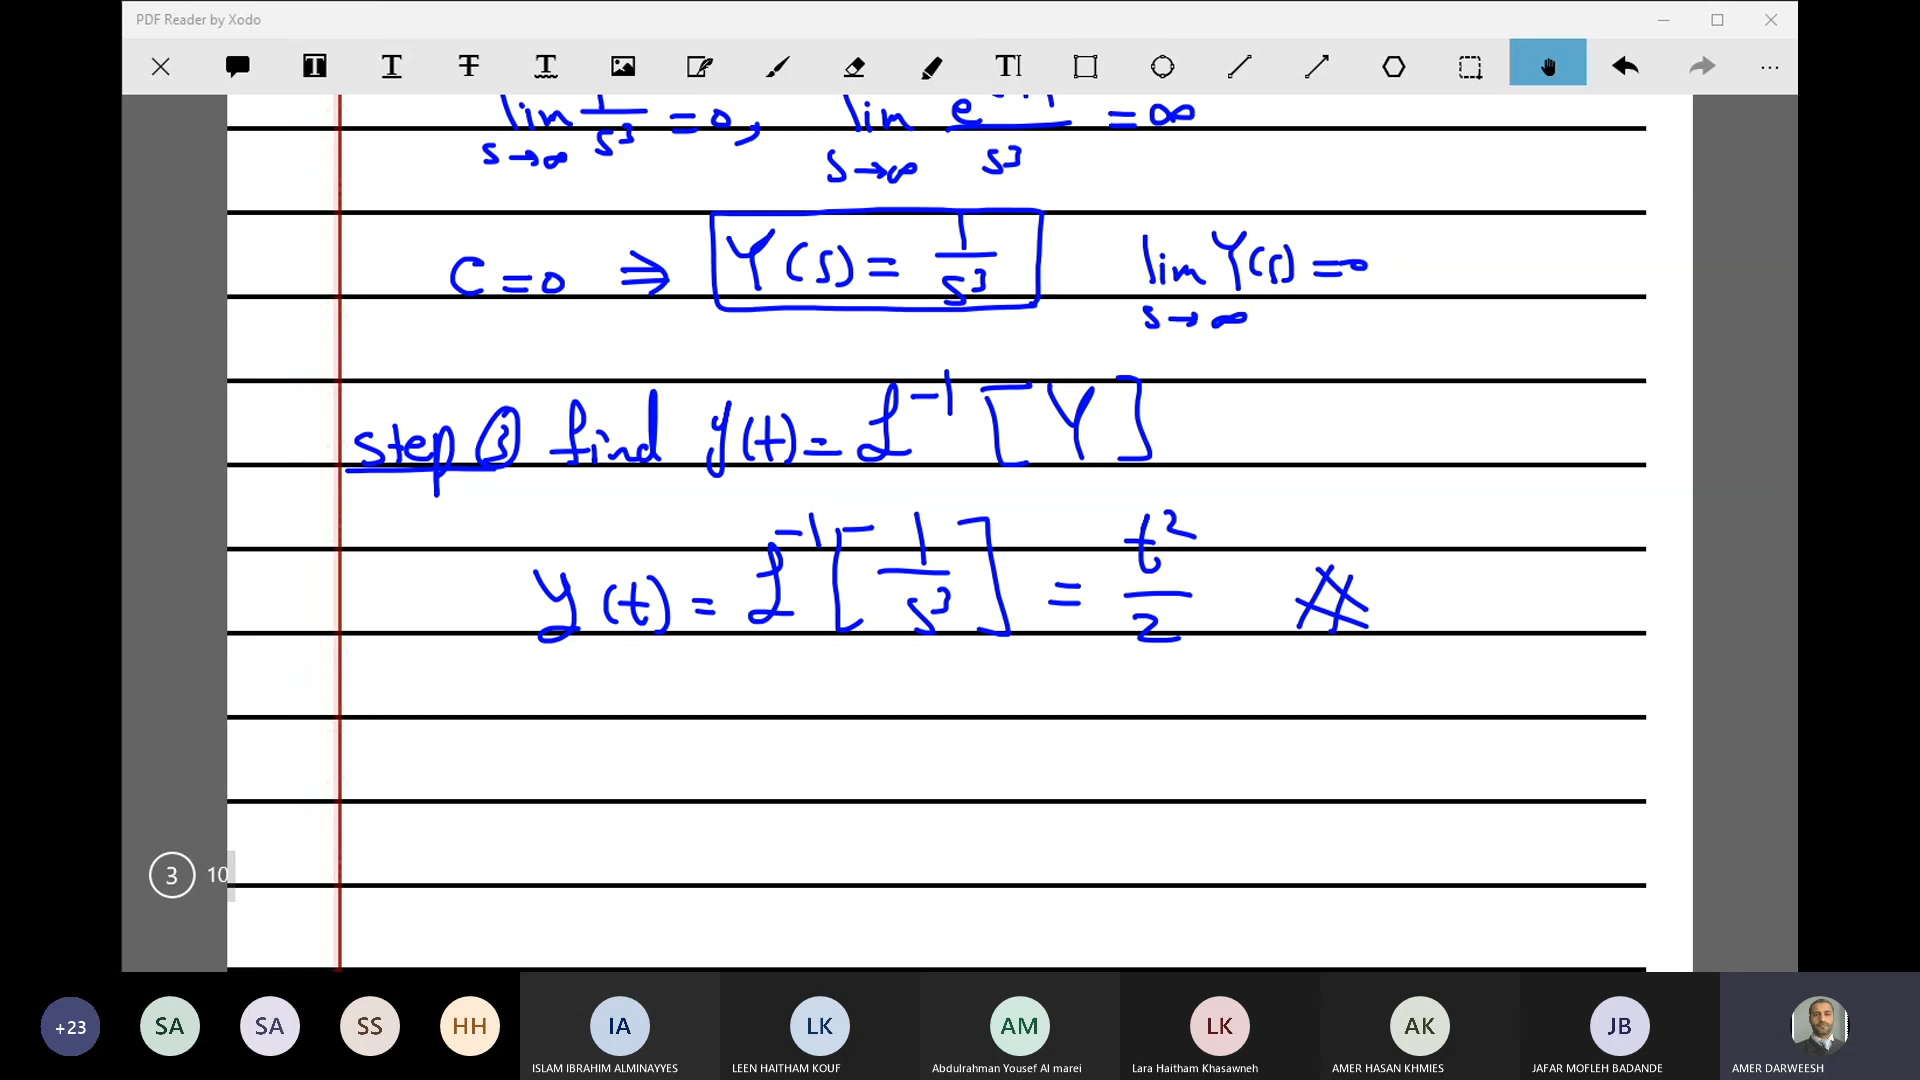 PDF Reader by Xodo
lim 1/s³ = 0, lim e / s³ = ∞
s→∞ s→∞
C = 0 ⇒ Y(s) = 1/s³ lim Y(s) = 0
s→∞
step ③ find y(t) = ℒ⁻¹ [Y]
y(t) = ℒ⁻¹ [1/s³] = t²/2 #
3 10
+23 SA SA SS HH IA LK AM LK AK JB
ISLAM IBRAHIM ALMINAYYES LEEN HAITHAM KOUF Abdulrahman Yousef Al marei Lara Haitham Khasawneh AMER HASAN KHMIES JAFAR MOFLEH BADANDE AMER DARWEESH